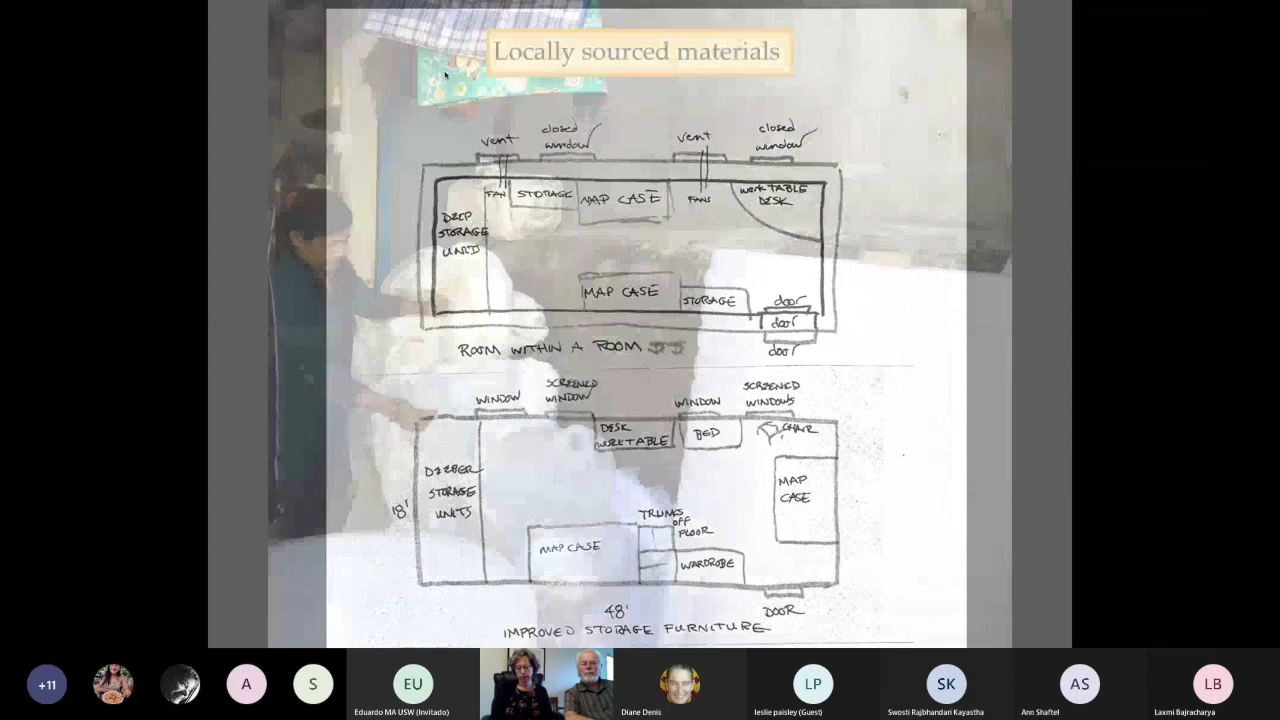 Locally sourced materials
vent
closed window
vent
closed window
FAN
STORAGE
MAP CASE
FANS
WORK TABLE
DESK
DEEP
STORAGE
UNITS
MAP CASE
STORAGE
door
door
door
ROOM WITHIN A ROOM
WINDOW
SCREENED
WINDOW
WINDOW
SCREENED
WINDOWS
DESK
WORKTABLE
BED
CHAIR
DEEPER
STORAGE
UNITS
18'
MAP
CASE
TRUNKS
OFF
FLOOR
MAP CASE
WARDROBE
48'
DOOR
IMPROVED STORAGE FURNITURE
+11
A
S
EU
LP
SK
AS
LB
Eduardo MA USW (Invitado)
Diane Denis
leslie paisley (Guest)
Swosti Rajbhandari Kayastha
Ann Shaftel
Laxmi Bajracharya